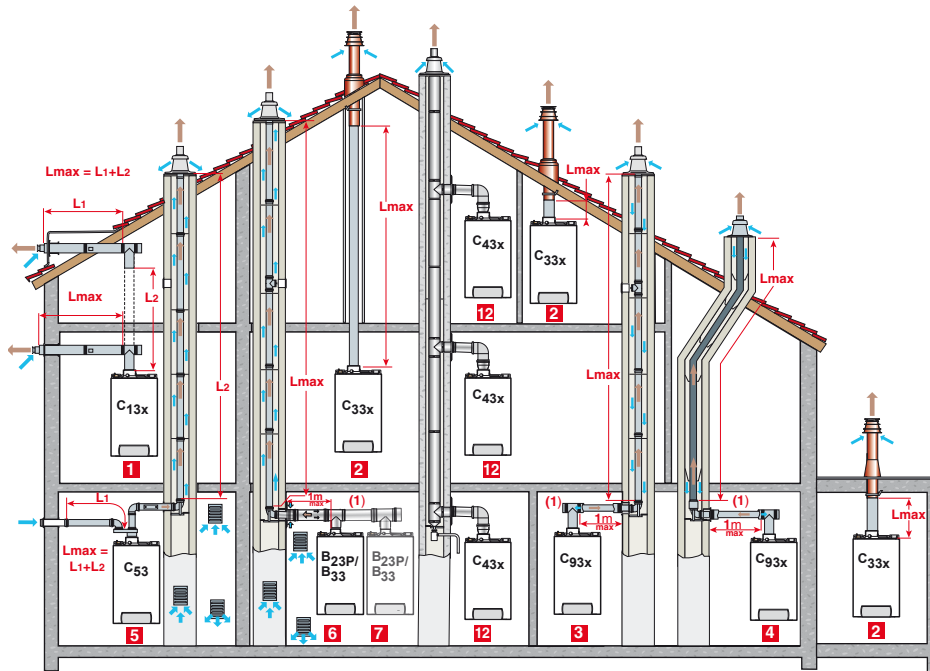 Lmax = L1+L2
L1
Lmax
L2
C13x
1
L2
Lmax
Lmax
C33x
2
C43x
12
Lmax
C33x
2
C43x
12
Lmax
Lmax
L1
Lmax =
L1+L2
C53
5
1m
max
(1)
B23P/
B33
6
B23P/
B33
7
C43x
12
(1)
1m
max
C93x
3
(1)
1m
max
C93x
4
Lmax
C33x
2